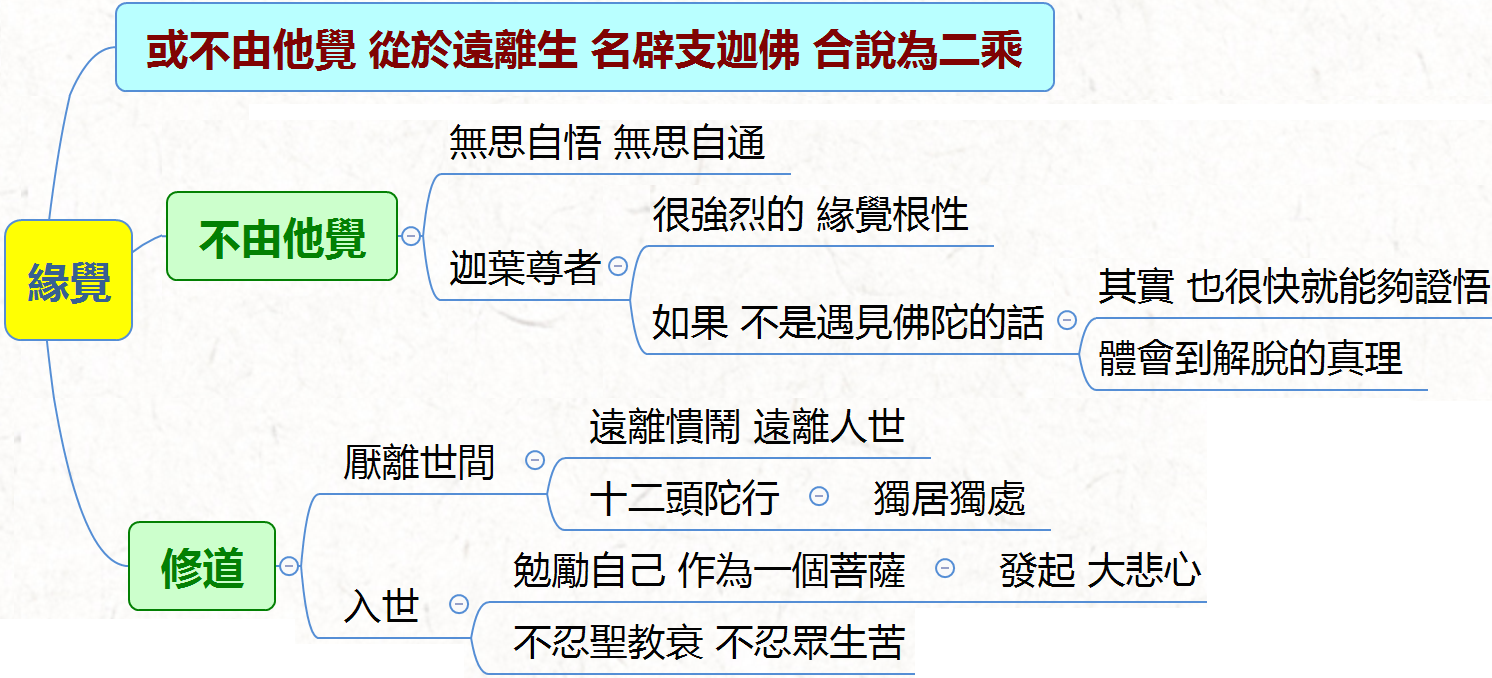 或不由他覺 從於遠離生 名辟支迦佛 合說為二乘
緣覺
不由他覺
無思自悟 無思自通
迦葉尊者
很強烈的 緣覺根性
如果 不是遇見佛陀的話
其實 也很快就能夠證悟
體會到解脫的真理
修道
厭離世間
遠離憒鬧 遠離人世
十二頭陀行
獨居獨處
入世
勉勵自己 作為一個菩薩
發起 大悲心
不忍聖教衰 不忍眾生苦